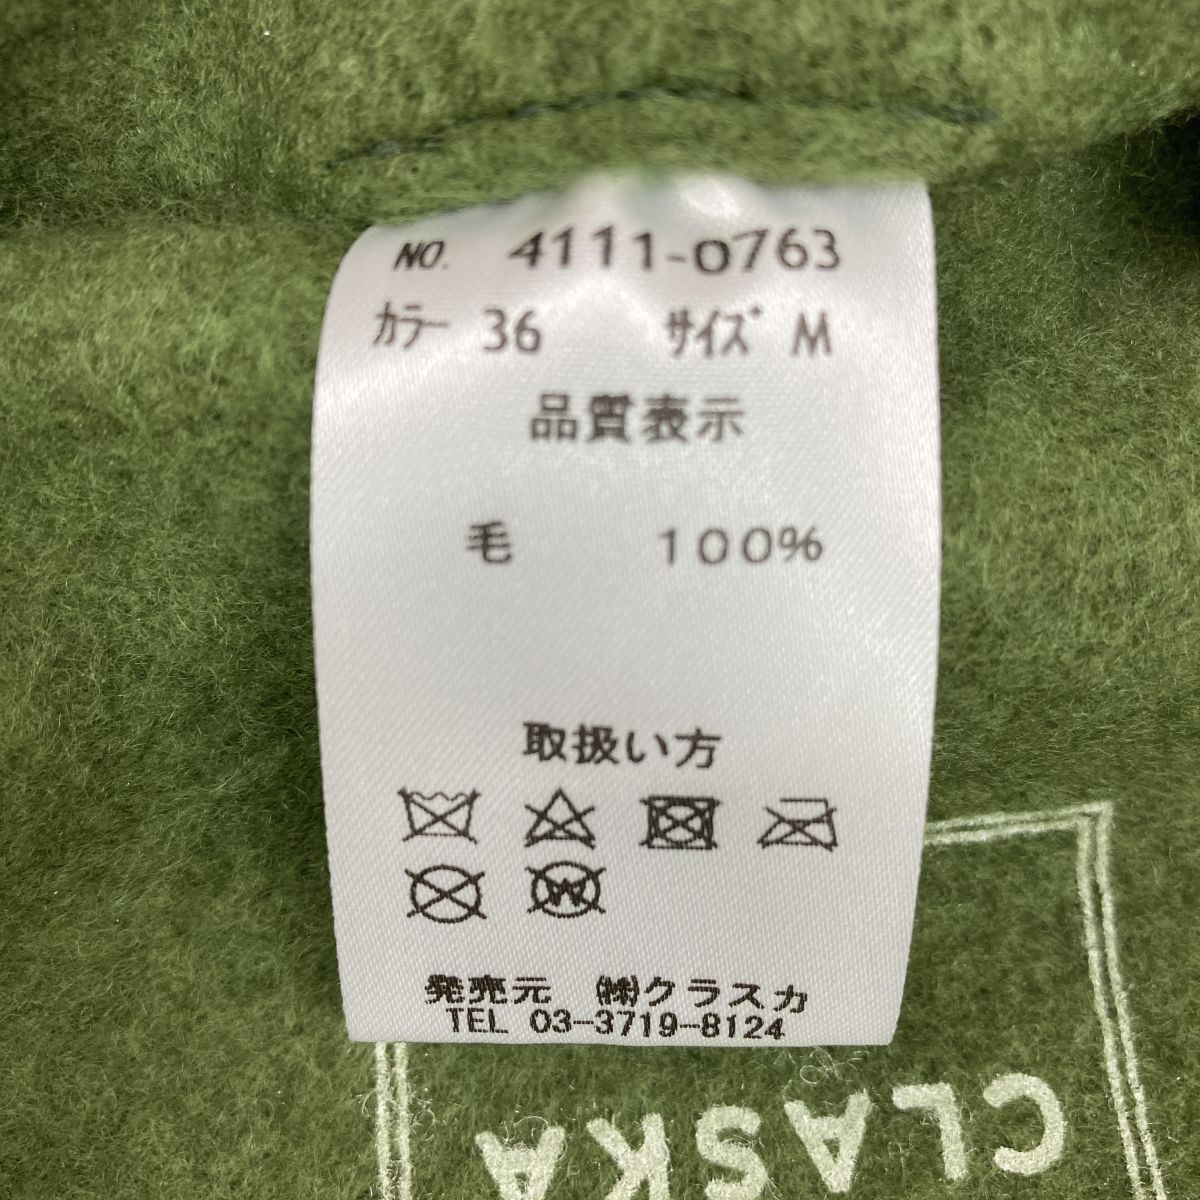 NO. 4111-0763
ｶﾗｰ 36 ｻｲｽﾞ M
品質表示
毛 100%
取扱い方
W
発売元 ㈱クラスカ
TEL 03-3719-8124
CLASKA